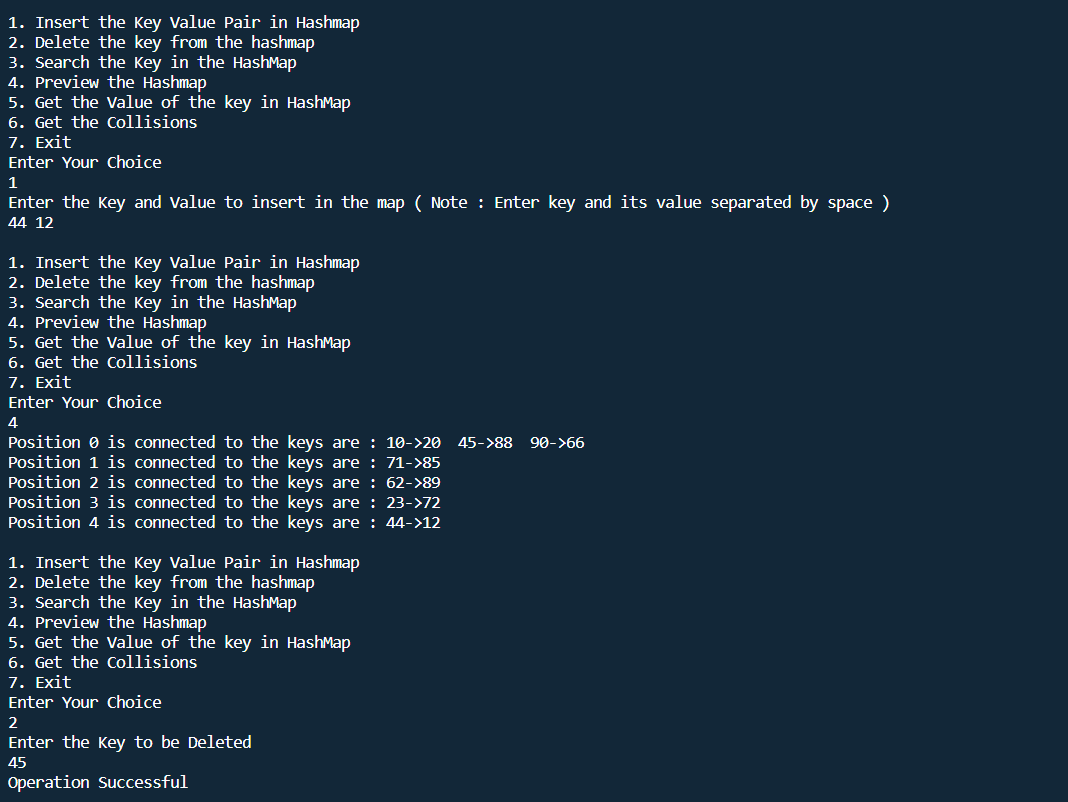 1. Insert the Key Value Pair in Hashmap
2. Delete the key from the hashmap
3. Search the Key in the HashMap
4. Preview the Hashmap
5. Get the Value of the key in HashMap
6. Get the Collisions
7. Exit
Enter Your Choice
1
Enter the Key and Value to insert in the map ( Note : Enter key and its value separated by space )
44 12
1. Insert the Key Value Pair in Hashmap
2. Delete the key from the hashmap
3. Search the Key in the HashMap
4. Preview the Hashmap
5. Get the Value of the key in HashMap
6. Get the Collisions
7. Exit
Enter Your Choice
4
Position 0 is connected to the keys are : 10->20  45->88  90->66
Position 1 is connected to the keys are : 71->85
Position 2 is connected to the keys are : 62->89
Position 3 is connected to the keys are : 23->72
Position 4 is connected to the keys are : 44->12
1. Insert the Key Value Pair in Hashmap
2. Delete the key from the hashmap
3. Search the Key in the HashMap
4. Preview the Hashmap
5. Get the Value of the key in HashMap
6. Get the Collisions
7. Exit
Enter Your Choice
2
Enter the Key to be Deleted
45
Operation Successful